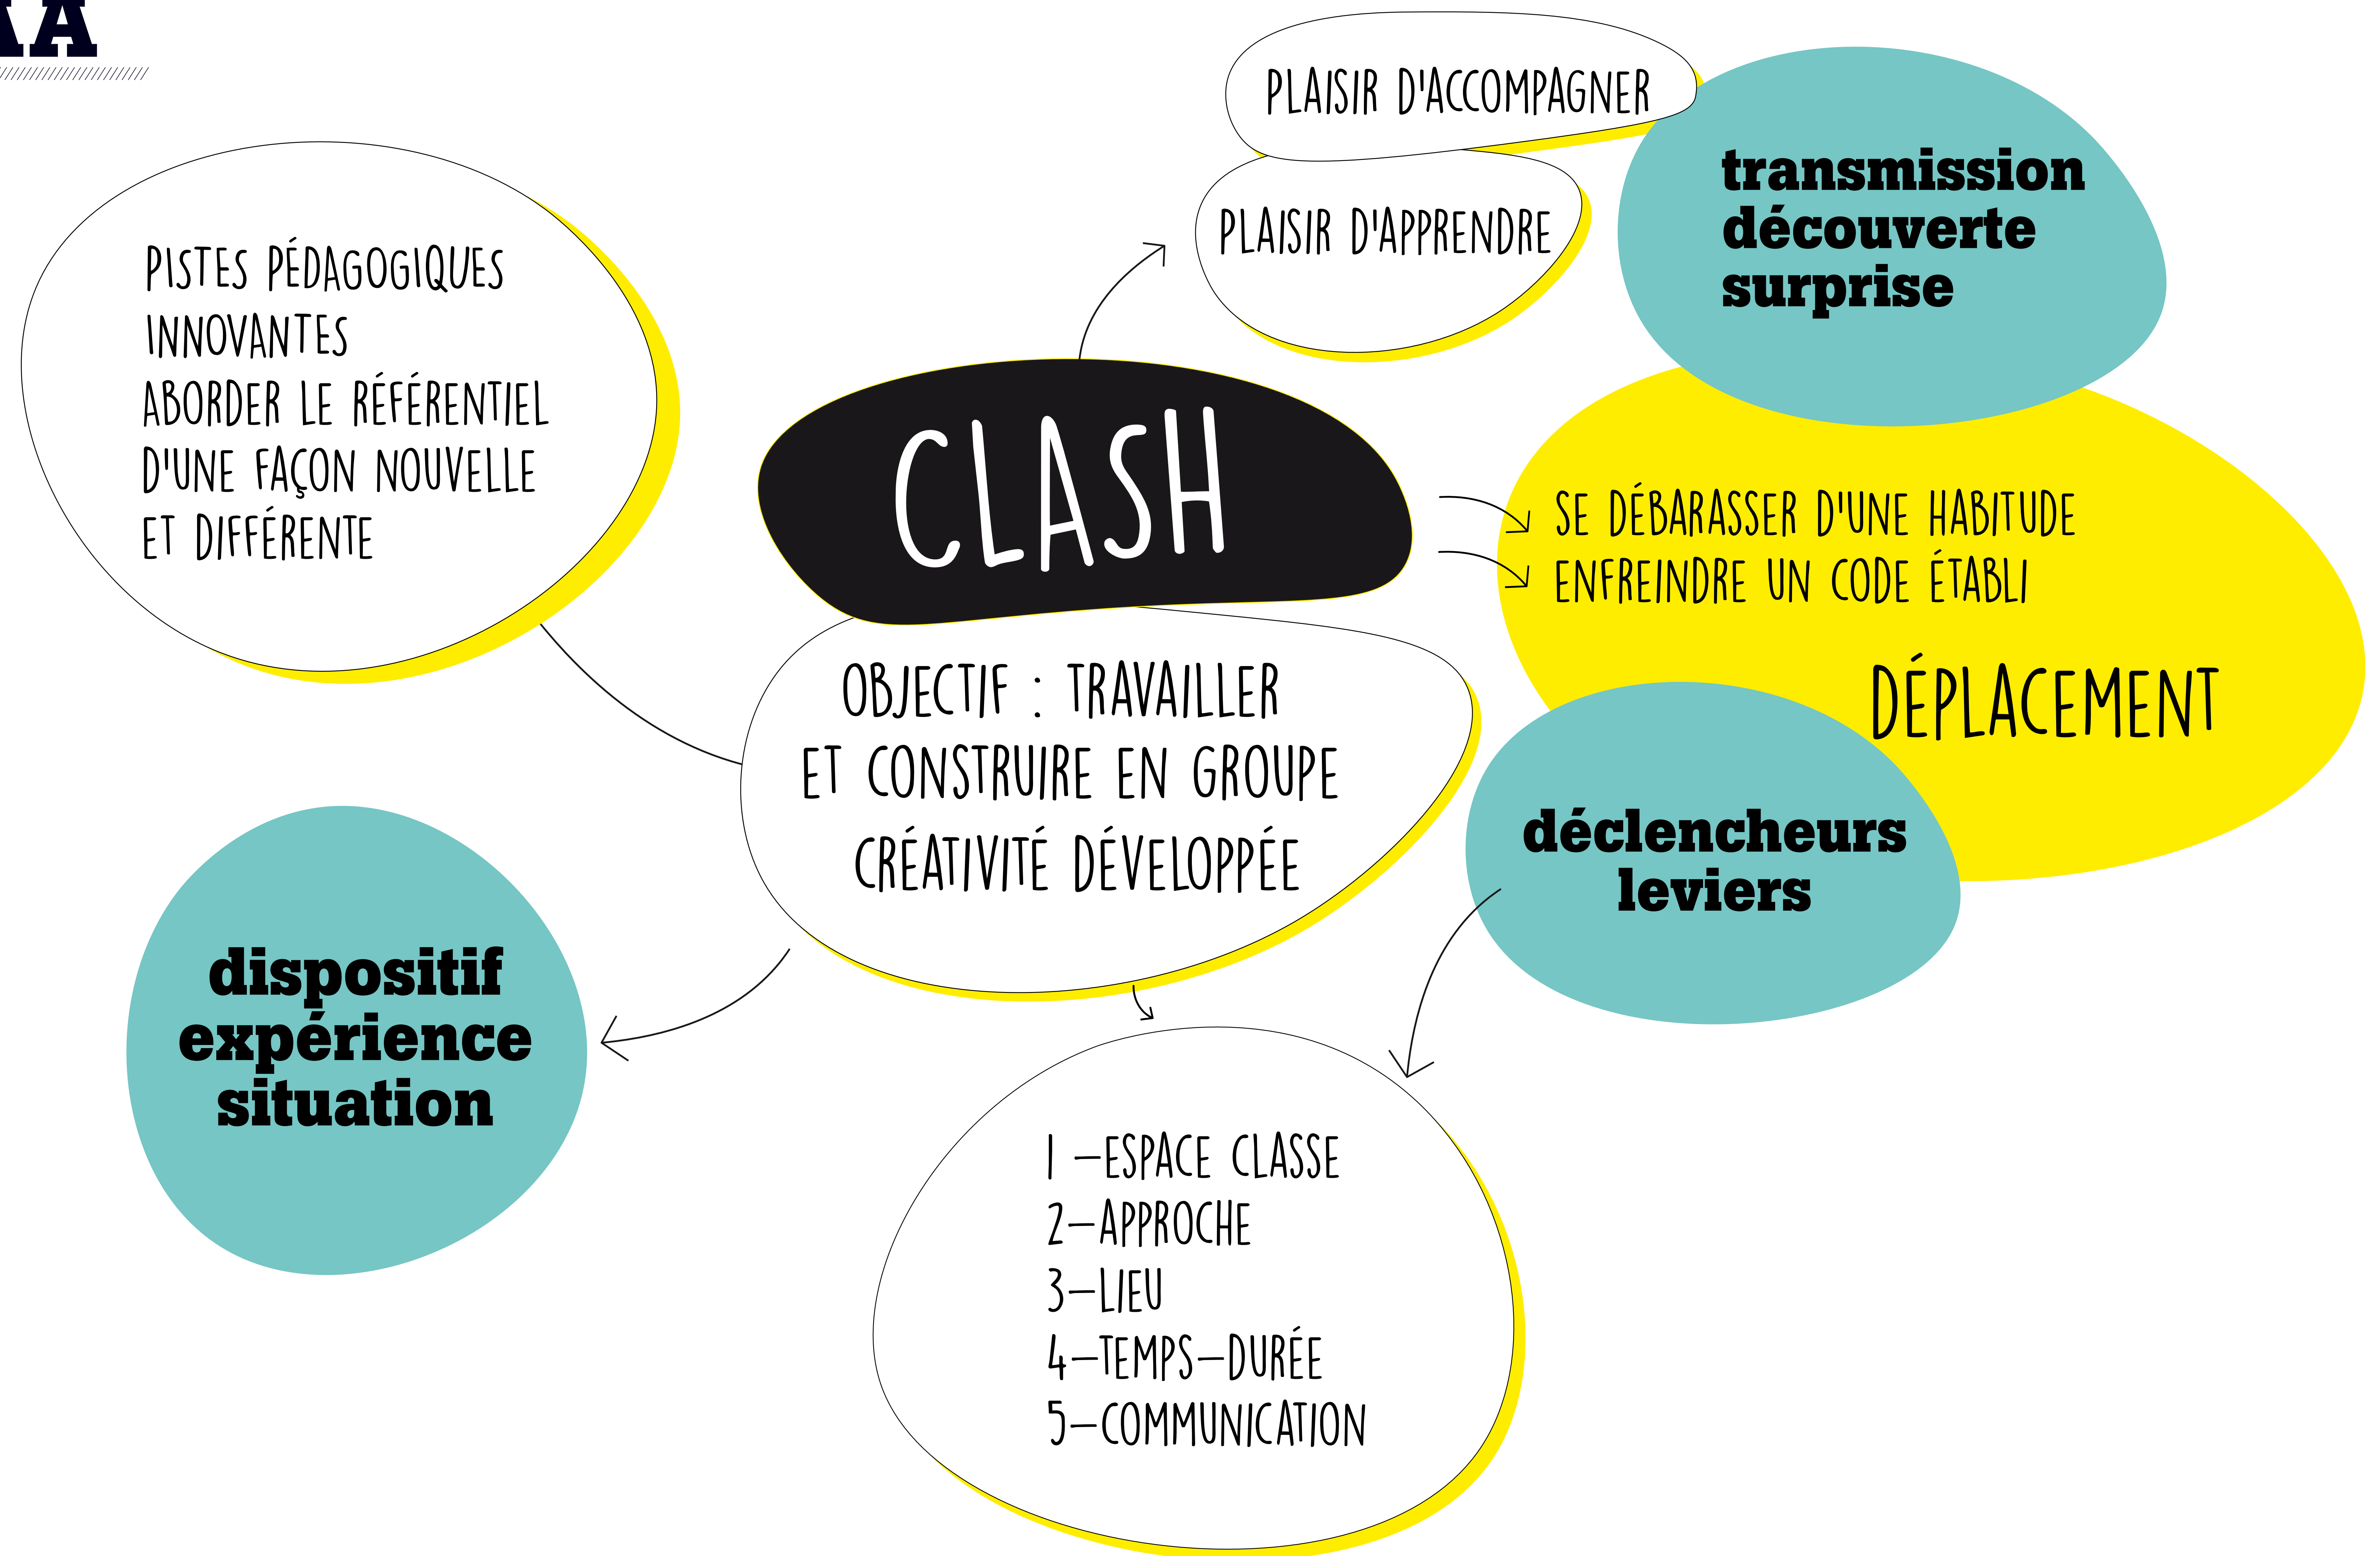 PLAISIR D'ACCOMPAGNER
PLAISIR D'APPRENDRE
transmission
découverte
surprise
PISTES PÉDAGOGIQUES
INNOVANTES
ABORDER LE RÉFÉRENTIEL
D'UNE FAÇON NOUVELLE
ET DIFFÉRENTE
CLASH
SE DÉBARASSER D'UNE HABITUDE
ENFREINDRE UN CODE ÉTABLI
DÉPLACEMENT
OBJECTIF : TRAVAILLER
ET CONSTRUIRE EN GROUPE
CRÉATIVITÉ DÉVELOPPÉE
déclencheurs
leviers
dispositif
expérience
situation
1 –ESPACE CLASSE
2–APPROCHE
3–LIEU
4–TEMPS–DURÉE
5–COMMUNICATION